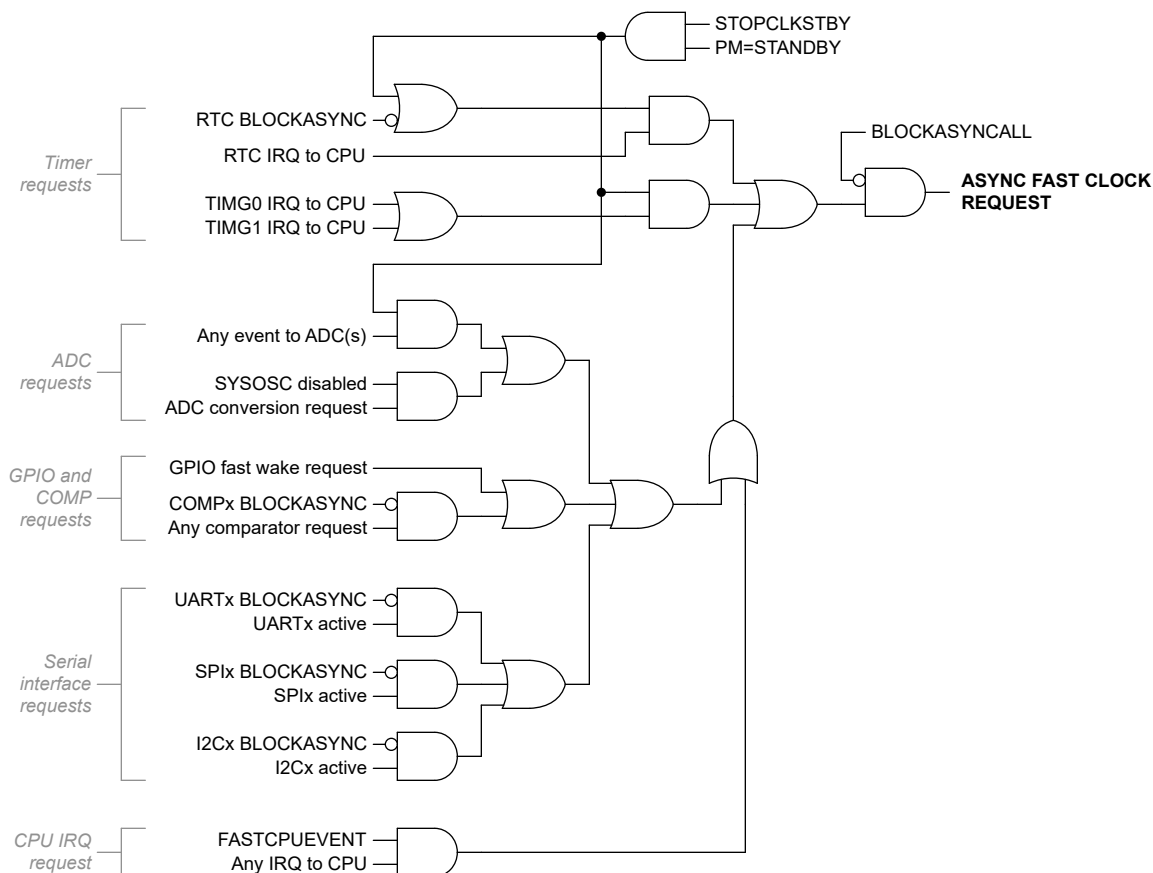 STOPCLKSTBY
PM=STANDBY
RTC BLOCKASYNC
RTC IRQ to CPU
Timer
requests
TIMG0 IRQ to CPU
TIMG1 IRQ to CPU
BLOCKASYNCALL
ASYNC FAST CLOCK
REQUEST
Any event to ADC(s)
ADC
requests
SYSOSC disabled
ADC conversion request
GPIO fast wake request
GPIO and
COMP
requests
COMPx BLOCKASYNC
Any comparator request
UARTx BLOCKASYNC
UARTx active
Serial
interface
requests
SPIx BLOCKASYNC
SPIx active
I2Cx BLOCKASYNC
I2Cx active
CPU IRQ
request
FASTCPUEVENT
Any IRQ to CPU